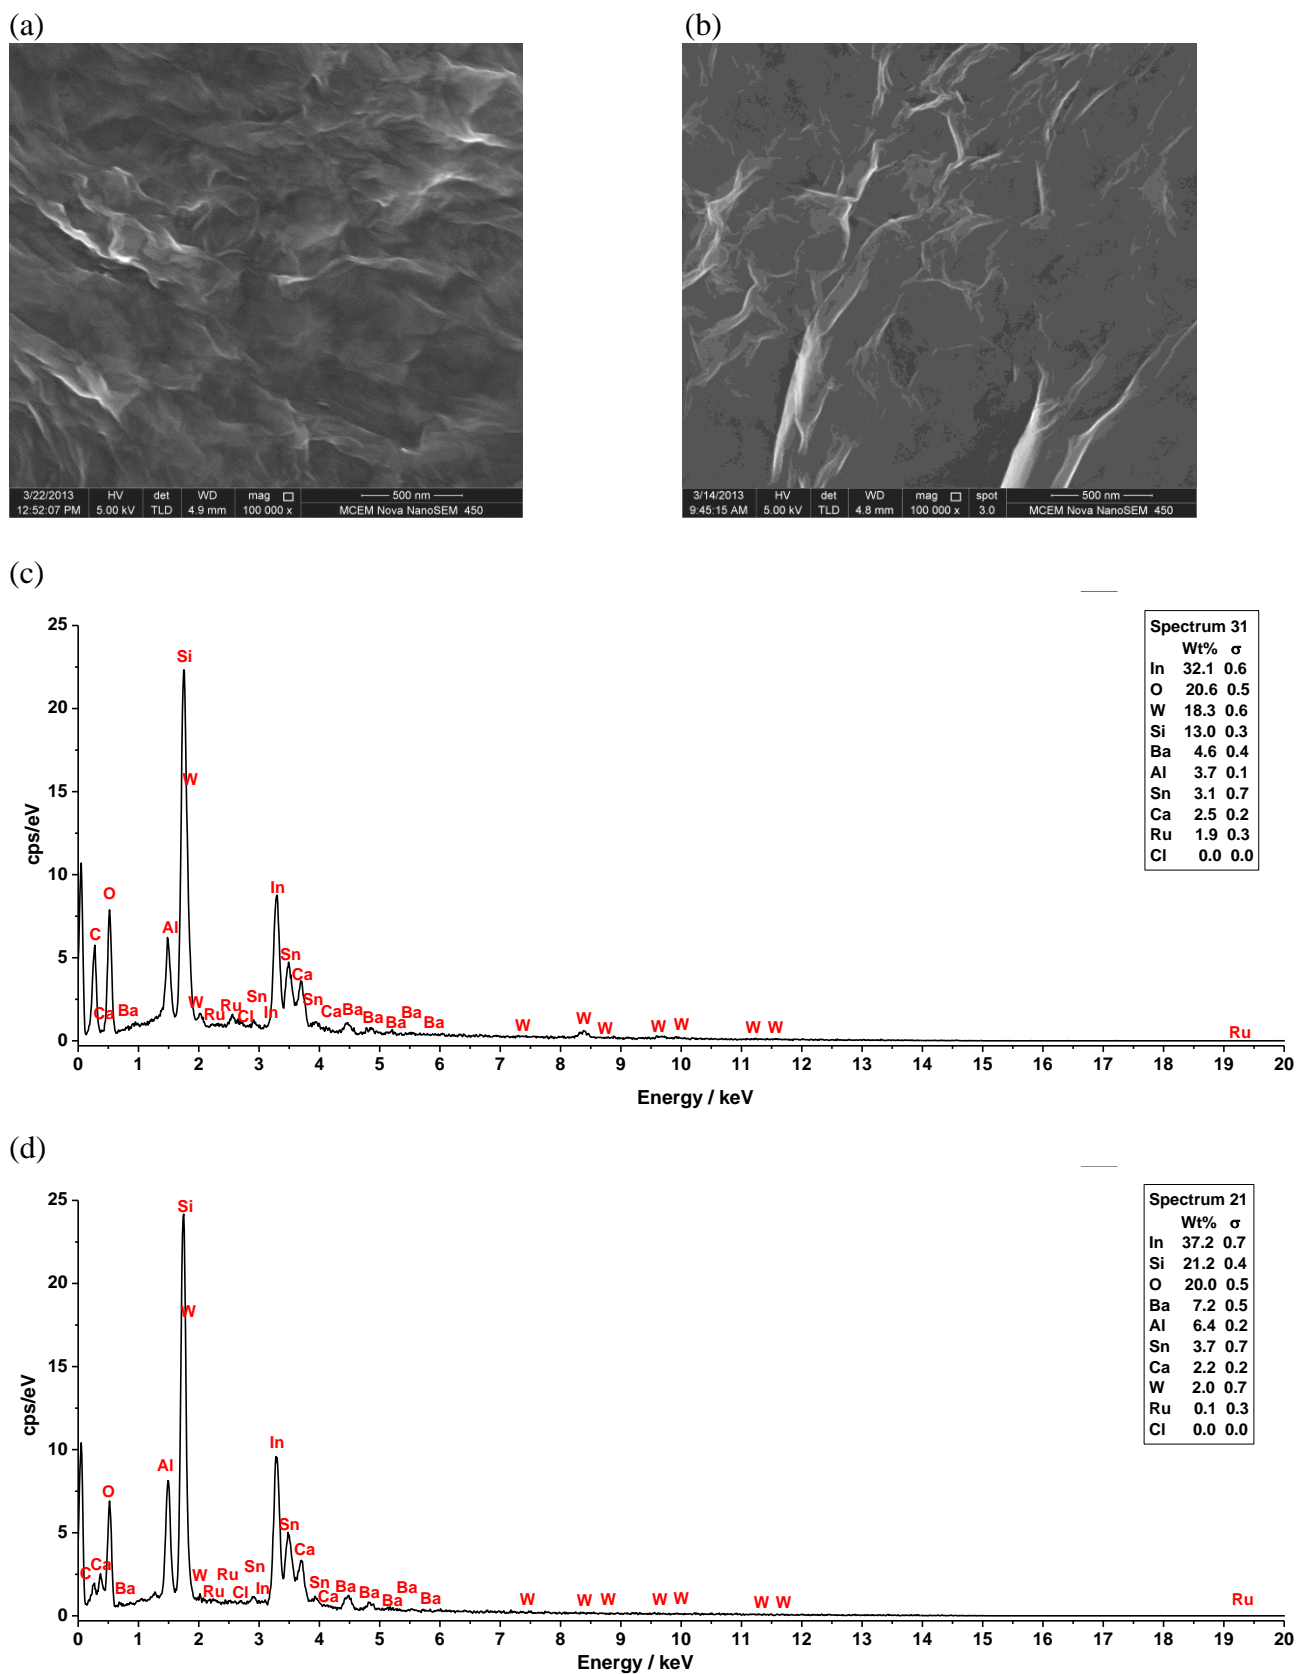 (a)
(b)
3/22/2013 HV det WD mag □ 500 nm
12:52:07 PM 5.00 kV TLD 4.9 mm 100 000 x MCEM Nova NanoSEM 450
3/14/2013 HV det WD mag □ spot 500 nm
9:45:15 AM 5.00 kV TLD 4.8 mm 100 000 x 3.0 MCEM Nova NanoSEM 450
(c)
Spectrum 31
Wt% σ
In 32.1 0.6
O 20.6 0.5
W 18.3 0.6
Si 13.0 0.3
Ba 4.6 0.4
Al 3.7 0.1
Sn 3.1 0.7
Ca 2.5 0.2
Ru 1.9 0.3
Cl 0.0 0.0
25
20
15
10
5
0
cps/eV
Si
W
O
C
Al
In
Sn
Ca
Ca Ba W Ru Ru Cl Sn In Sn Ca Ba Ba Ba Ba Ba W W W W W W W Ru
0 1 2 3 4 5 6 7 8 9 10 11 12 13 14 15 16 17 18 19 20
Energy / keV
(d)
Spectrum 21
Wt% σ
In 37.2 0.7
Si 21.2 0.4
O 20.0 0.5
Ba 7.2 0.5
Al 6.4 0.2
Sn 3.7 0.7
Ca 2.2 0.2
W 2.0 0.7
Ru 0.1 0.3
Cl 0.0 0.0
25
20
15
10
5
0
cps/eV
Si
W
In
Al
O
Sn
Ca
C Ca Ba W Ru Ru Cl Sn In Sn Ca Ba Ba Ba Ba Ba W W W W W W W Ru
0 1 2 3 4 5 6 7 8 9 10 11 12 13 14 15 16 17 18 19 20
Energy / keV